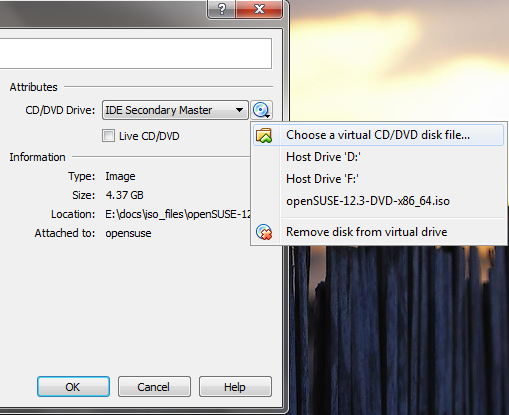 Attributes
CD/DVD Drive: IDE Secondary Master
Live CD/DVD
Choose a virtual CD/DVD disk file...
Host Drive 'D:'
Host Drive 'F:'
openSUSE-12.3-DVD-x86_64.iso
Remove disk from virtual drive
Information
Type: Image
Size: 4.37 GB
Location: E:\docs\iso_files\openSUSE-12
Attached to: opensuse
OK Cancel Help